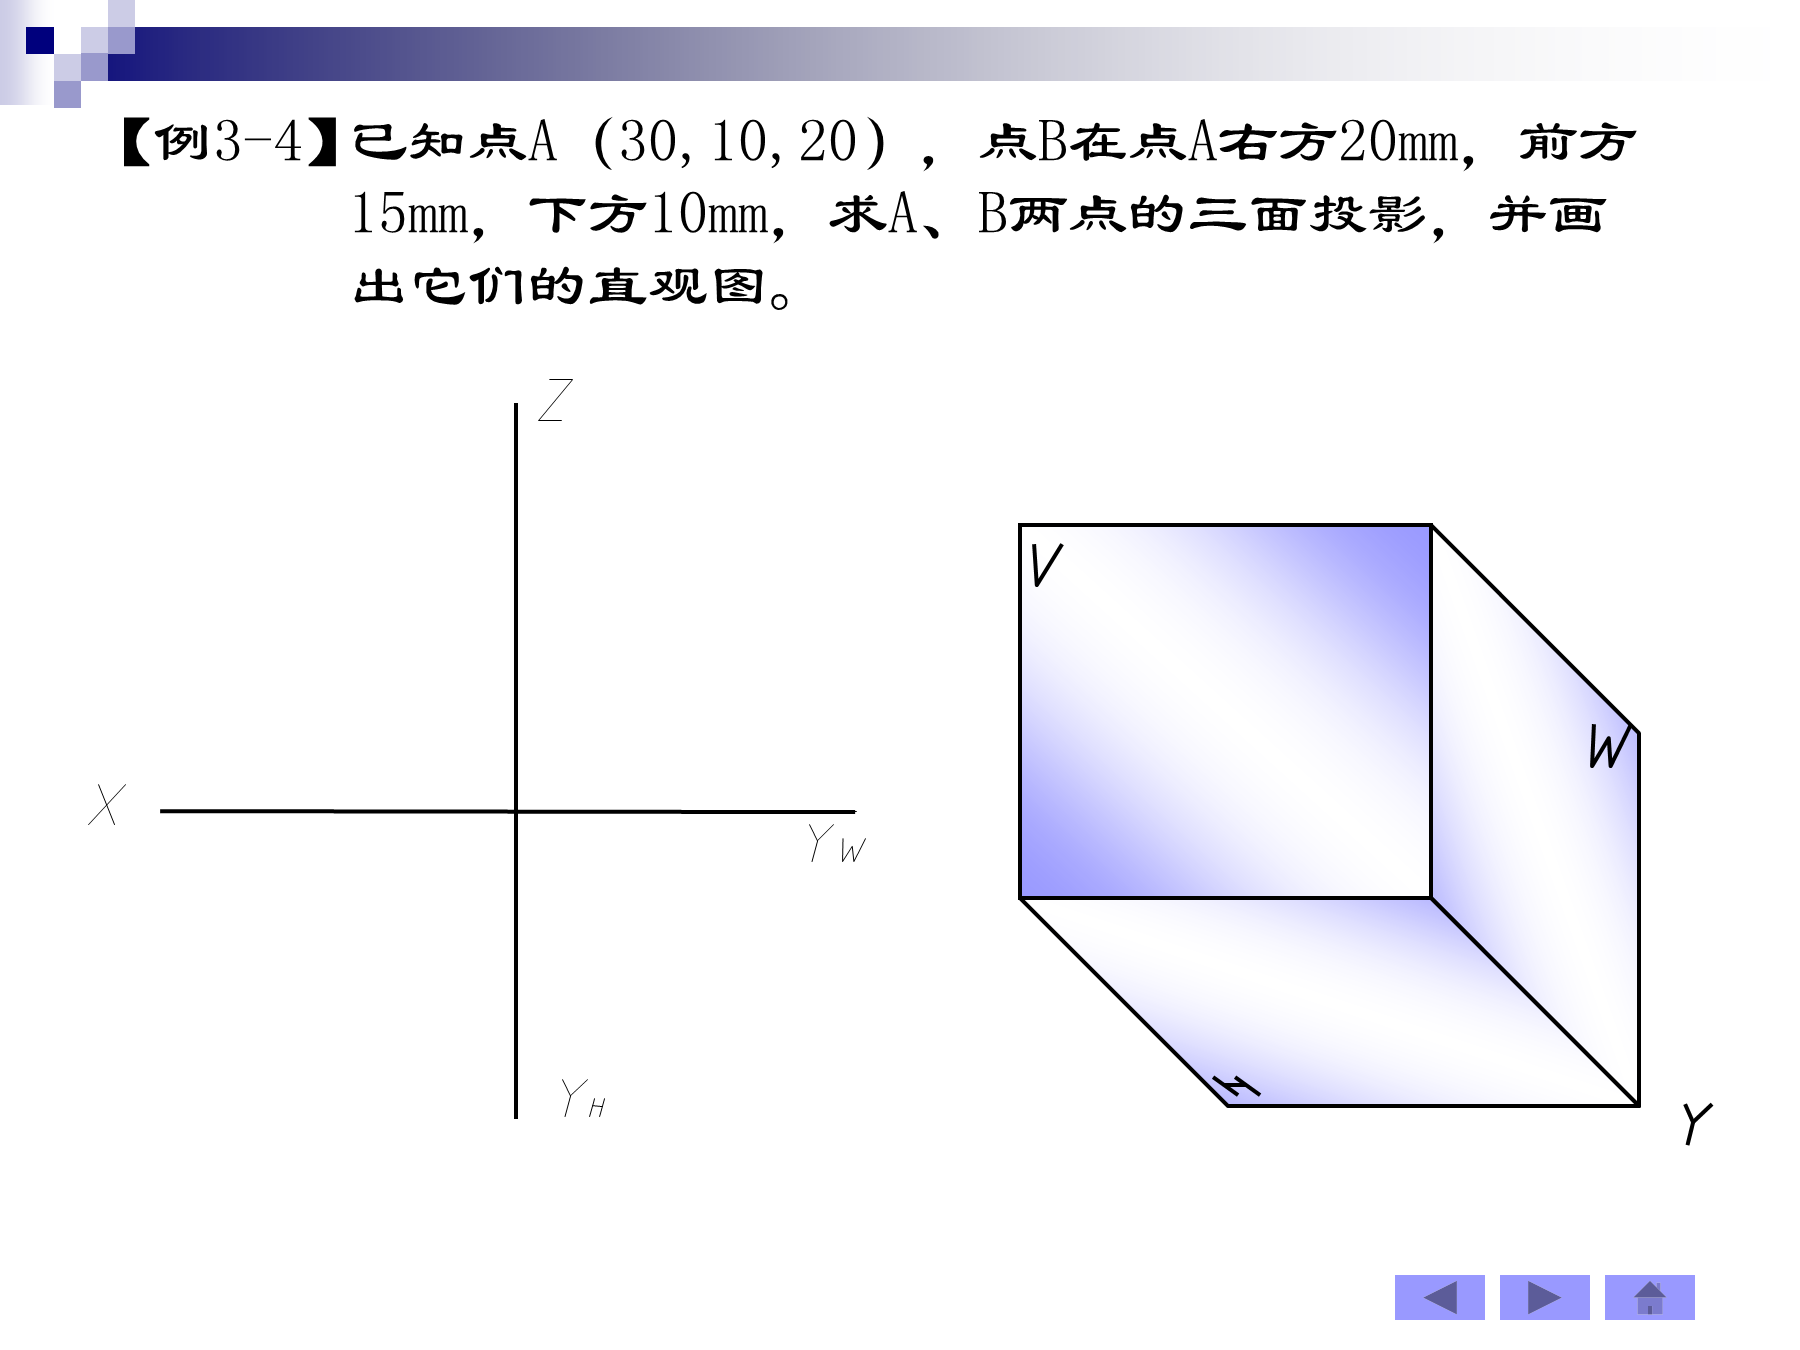 【例3-4】已知点A（30,10,20），点B在点A右方20mm，前方
15mm，下方10mm，求A、B两点的三面投影，并画
出它们的直观图。
Z
V
W
X
YW
YH
H
Y